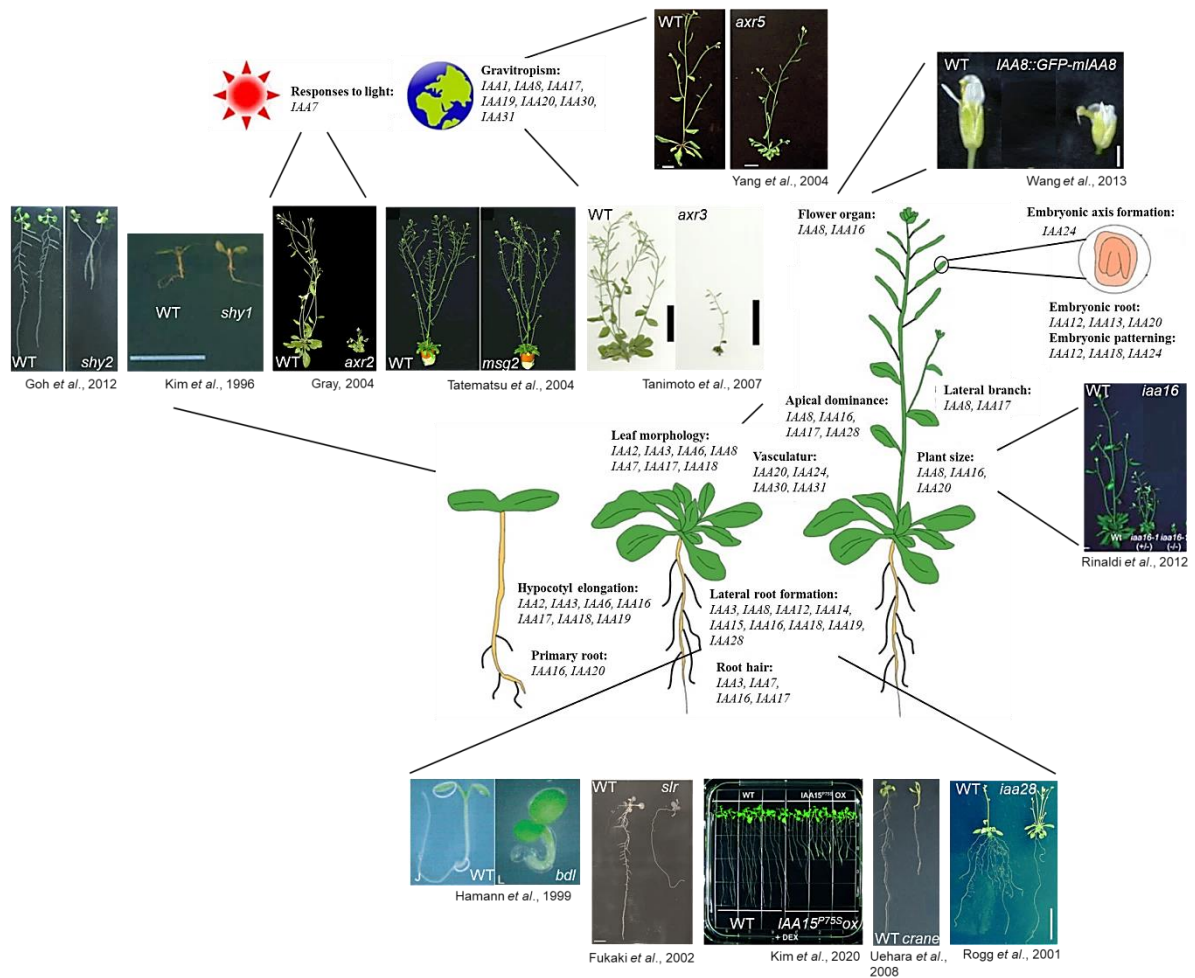 WT
axr5
Yang et al., 2004
WT
IAA8::GFP-mIAA8
Wang et al., 2013
Responses to light:
IAA7
Gravitropism:
IAA1, IAA8, IAA17,
IAA19, IAA20, IAA30,
IAA31
WT
shy2
Goh et al., 2012
WT
shy1
Kim et al., 1996
WT
axr2
Gray, 2004
WT
msg2
Tatematsu et al., 2004
WT
axr3
Tanimoto et al., 2007
Flower organ:
IAA8, IAA16
Embryonic axis formation:
IAA24
Embryonic root:
IAA12, IAA13, IAA20
Embryonic patterning:
IAA12, IAA18, IAA24
Lateral branch:
IAA8, IAA17
Apical dominance:
IAA8, IAA16,
IAA17, IAA28
Leaf morphology:
IAA2, IAA3, IAA6, IAA8
IAA7, IAA17, IAA18
Vasculatur:
IAA20, IAA24,
IAA30, IAA31
Plant size:
IAA8, IAA16,
IAA20
WT
iaa16
Wt
iaa16-1
(+/-)
iaa16-1
(-/-)
Rinaldi et al., 2012
Hypocotyl elongation:
IAA2, IAA3, IAA6, IAA16
IAA17, IAA18, IAA19
Primary root:
IAA16, IAA20
Lateral root formation:
IAA3, IAA8, IAA12, IAA14,
IAA15, IAA16, IAA18, IAA19,
IAA28
Root hair:
IAA3, IAA7,
IAA16, IAA17
J
WT
L
bdl
Hamann et al., 1999
WT
slr
Fukaki et al., 2002
WT
IAA15P75S OX
WT
IAA15P75Sox
+ DEX
Kim et al., 2020
WT crane
Uehara et al.,
2008
WT
iaa28
Rogg et al., 2001